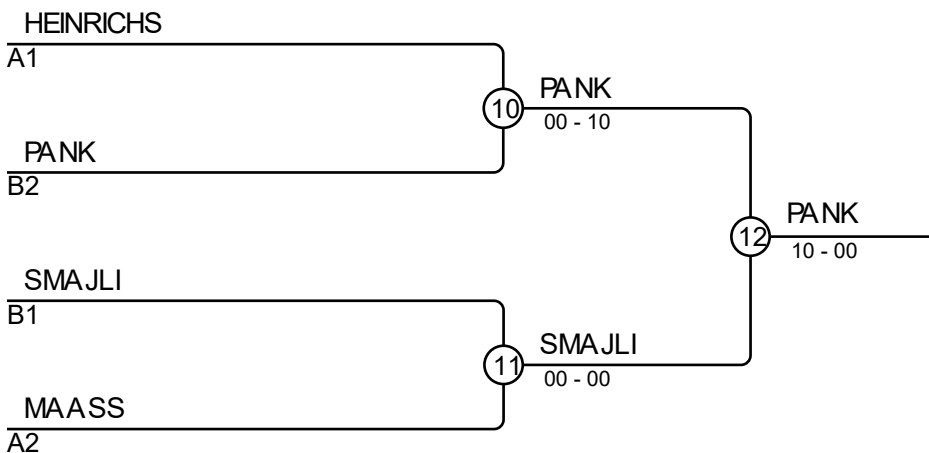 HEINRICHS
A1
10
PANK
00 - 10
PANK
B2
12
PANK
10 - 00
SMAJLI
B1
11
SMAJLI
00 - 00
MAASS
A2